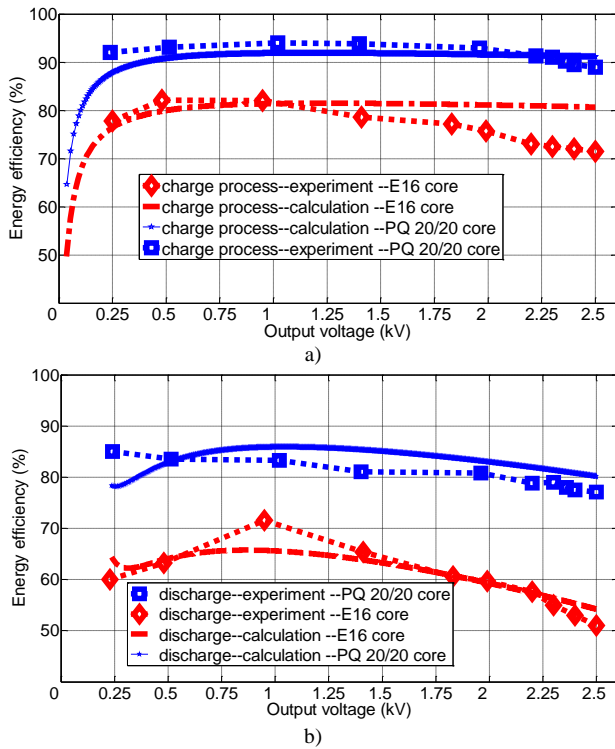 a)
100
90
80
70
60
50
Energy efficiency (%)
charge process--experiment --E16 core
charge process--calculation --E16 core
charge process--calculation --PQ 20/20 core
charge process--experiment --PQ 20/20 core
0 0.25 0.5 0.75 1 1.25 1.5 1.75 2 2.25 2.5
Output voltage (kV)
a)
100
90
80
70
60
50
Energy efficiency (%)
discharge--experiment --PQ 20/20 core
discharge--experiment --E16 core
discharge--calculation --E16 core
discharge--calculation --PQ 20/20 core
0 0.25 0.5 0.75 1 1.25 1.5 1.75 2 2.25 2.5
Output voltage (kV)
b)